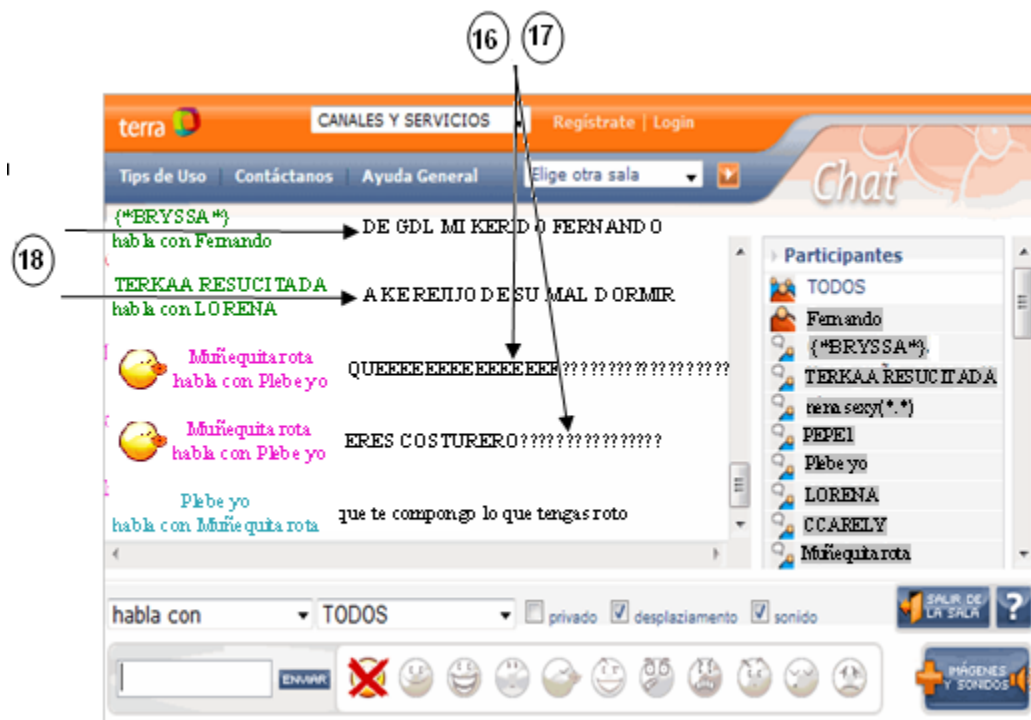 16 17
terra CANALES Y SERVICIOS Regístrate | Login
Tips de Uso Contáctanos Ayuda General Elige otra sala Chat
{*BRYSSA*}
habla con Fernando
DE GDL MI KERIDO FERNANDO
18
TERKAA RESUCITADA
habla con LORENA
A KE REJIJO DE SU MAL DORMIR
Muñequita rota
habla con Plebe yo
QUEEEEEEEEEEEEEEEE???????????????????
Muñequita rota
habla con Plebe yo
ERES COSTURERO????????????????
Plebe yo
habla con Muñequita rota
que te compongo lo que tengas roto
Participantes
TODOS
Fernando
{*BRYSSA*}.
TERKAA RESUCITADA
nena sexy(*.*)
PEPE1
Plebe yo
LORENA
CCARELY
Muñequita rota
habla con TODOS privado desplaziamento sonido
SALIR DE
LA SALA
?
ENVIAR
IMÁGENES
Y SONIDOS